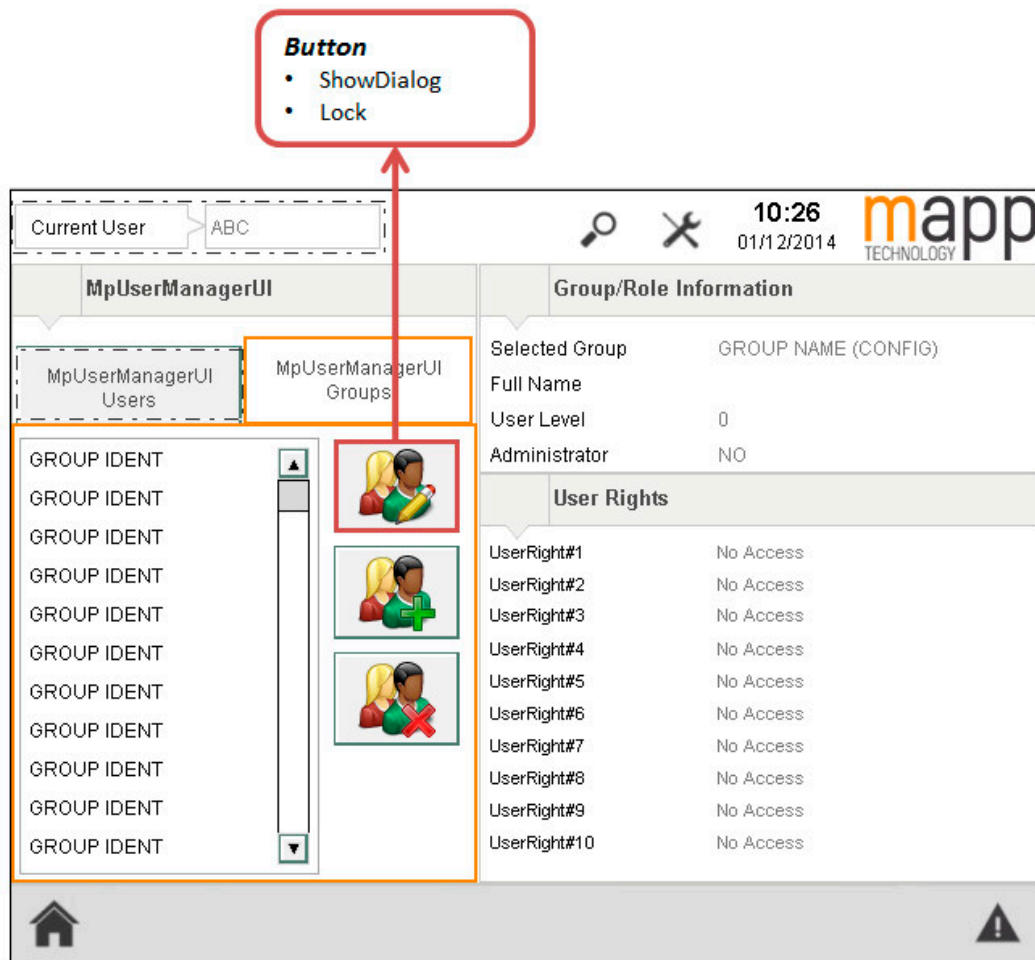 Button
• ShowDialog
• Lock
Current User
ABC
10:26
01/12/2014
mapp
TECHNOLOGY
MpUserManagerUI
Group/Role Information
MpUserManagerUI
Users
MpUserManagerUI
Groups
Selected Group GROUP NAME (CONFIG)
Full Name
User Level 0
Administrator NO
GROUP IDENT
GROUP IDENT
GROUP IDENT
GROUP IDENT
GROUP IDENT
GROUP IDENT
GROUP IDENT
GROUP IDENT
GROUP IDENT
GROUP IDENT
GROUP IDENT
User Rights
UserRight#1 No Access
UserRight#2 No Access
UserRight#3 No Access
UserRight#4 No Access
UserRight#5 No Access
UserRight#6 No Access
UserRight#7 No Access
UserRight#8 No Access
UserRight#9 No Access
UserRight#10 No Access